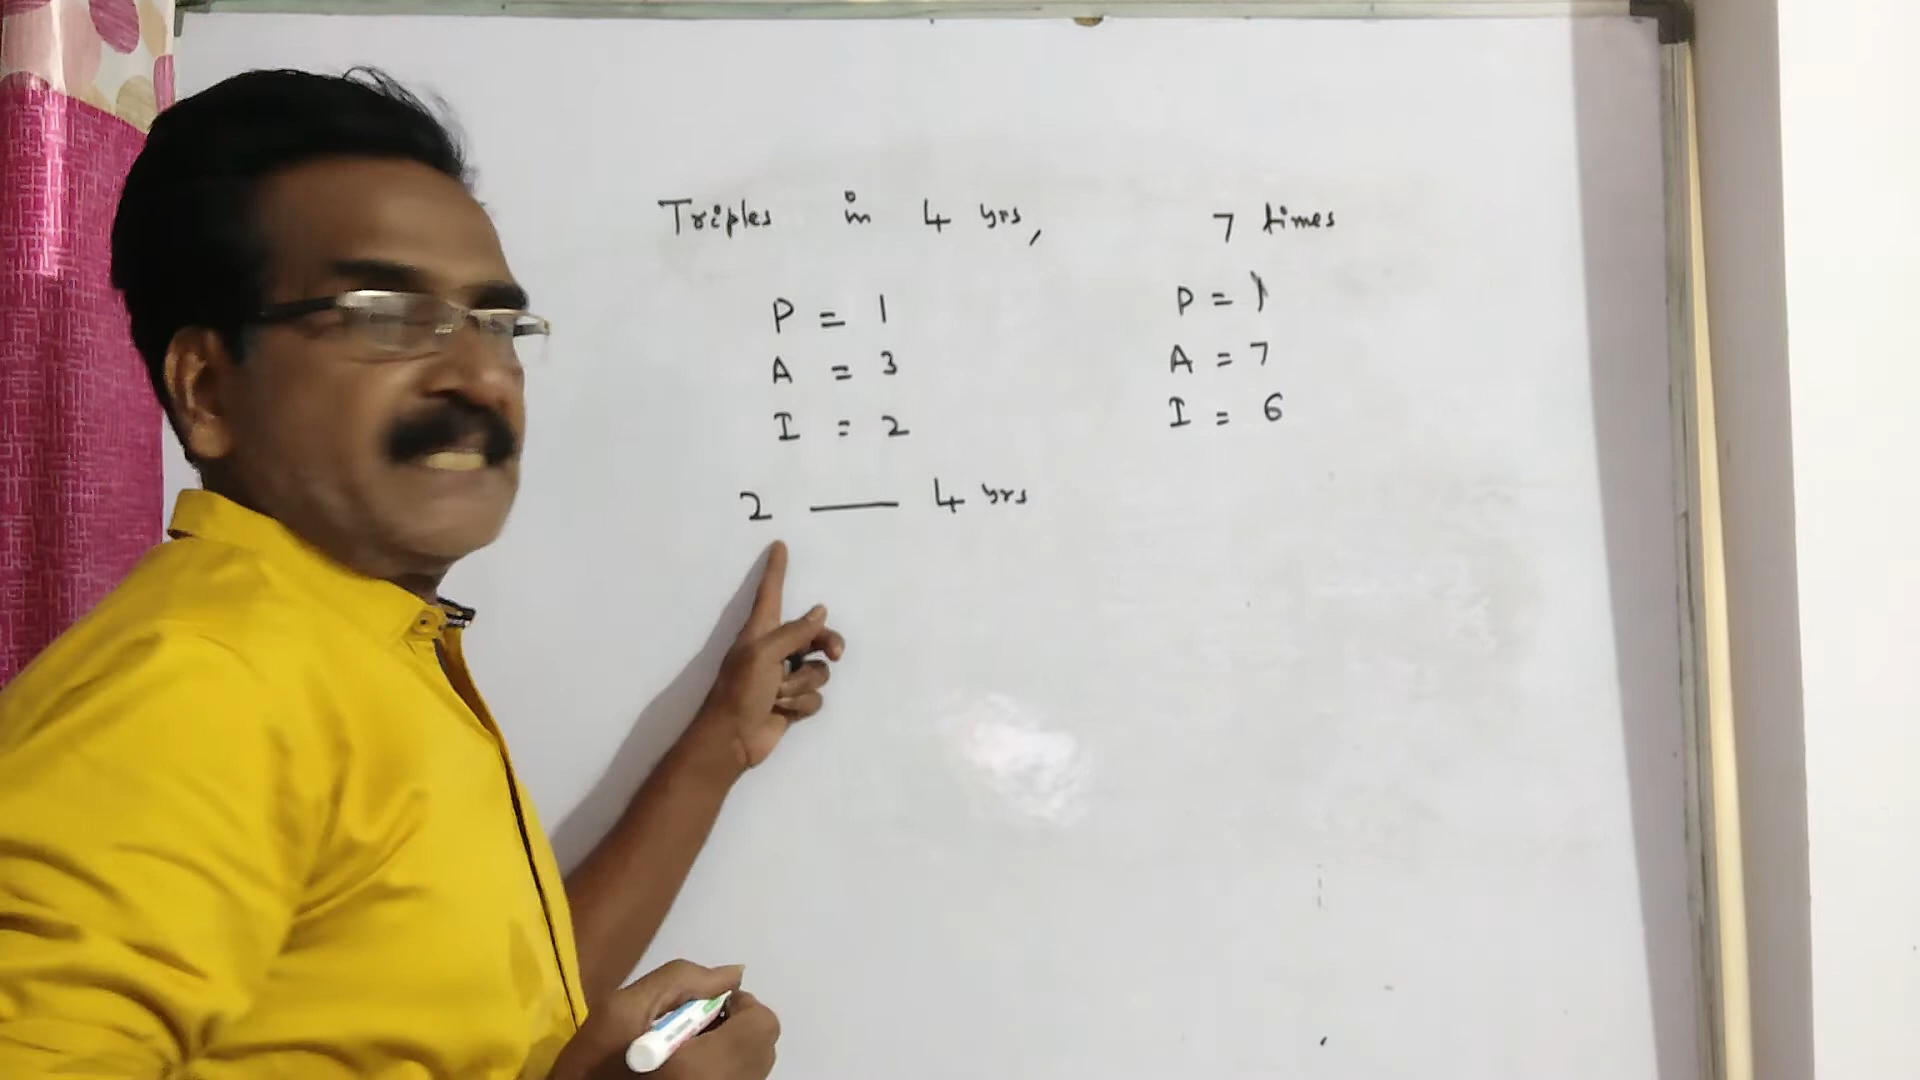 Triples in 4 yrs, 7 times
P = 1 P = 1
A = 3 A = 7
I = 2 I = 6
2 — 4 yrs